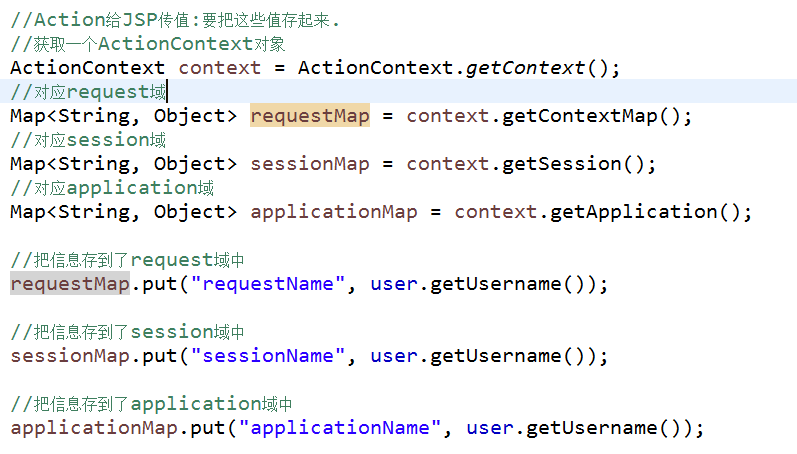 //Action给JSP传值:要把这些值存起来.
//获取一个ActionContext对象
ActionContext context = ActionContext.getContext();
//对应request域
Map<String, Object> requestMap = context.getContextMap();
//对应session域
Map<String, Object> sessionMap = context.getSession();
//对应application域
Map<String, Object> applicationMap = context.getApplication();
//把信息存到了request域中
requestMap.put("requestName", user.getUsername());
//把信息存到了session域中
sessionMap.put("sessionName", user.getUsername());
//把信息存到了application域中
applicationMap.put("applicationName", user.getUsername());